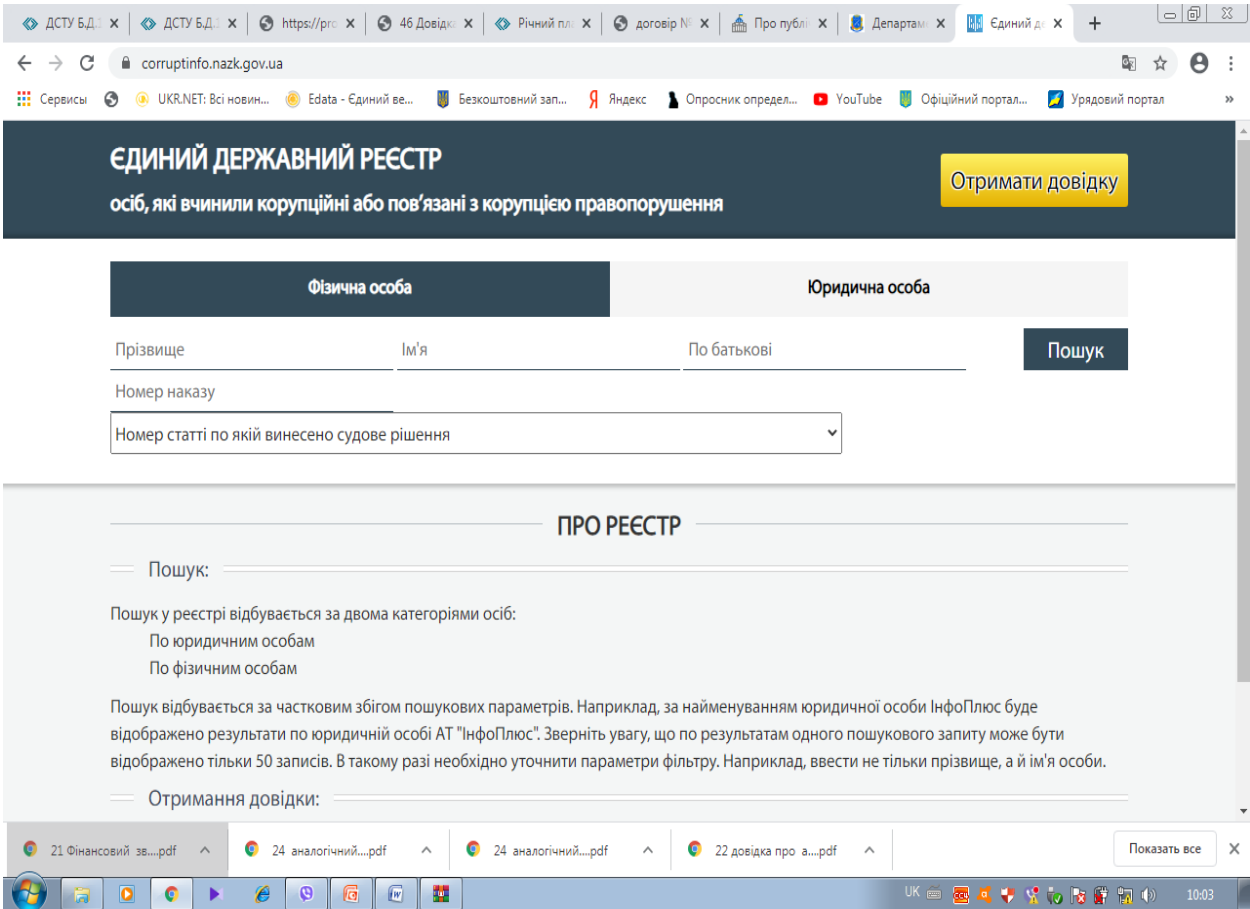 ДСТУ Б.Д. ДСТУ Б.Д. https://pro 46 Довідка Річний пл договір № Про публі Департам Єдиний д
corruptinfo.nazk.gov.ua
Сервисы UKR.NET: Всі новин... Edata - Єдиний ве... Безкоштовний зап... Яндекс Опросник определ... YouTube Офіційний портал... Урядовий портал »
ЄДИНИЙ ДЕРЖАВНИЙ РЕЄСТР
осіб, які вчинили корупційні або пов’язані з корупцією правопорушення
Отримати довідку
Фізична особа Юридична особа
Прізвище Ім'я По батькові Пошук
Номер наказу
Номер статті по якій винесено судове рішення
ПРО РЕЄСТР
Пошук:
Пошук у реєстрі відбувається за двома категоріями осіб:
По юридичним особам
По фізичним особам
Пошук відбувається за частковим збігом пошукових параметрів. Наприклад, за найменуванням юридичної особи ІнфоПлюс буде
відображено результати по юридичній особі АТ "ІнфоПлюс". Зверніть увагу, що по результатам одного пошукового запиту може бути
відображено тільки 50 записів. В такому разі необхідно уточнити параметри фільтру. Наприклад, ввести не тільки прізвище, а й ім'я особи.
Отримання довідки:
21 Фінансовий зв....pdf 24 аналогічний....pdf 24 аналогічний....pdf 22 довідка про а....pdf Показать все
UK 10:03